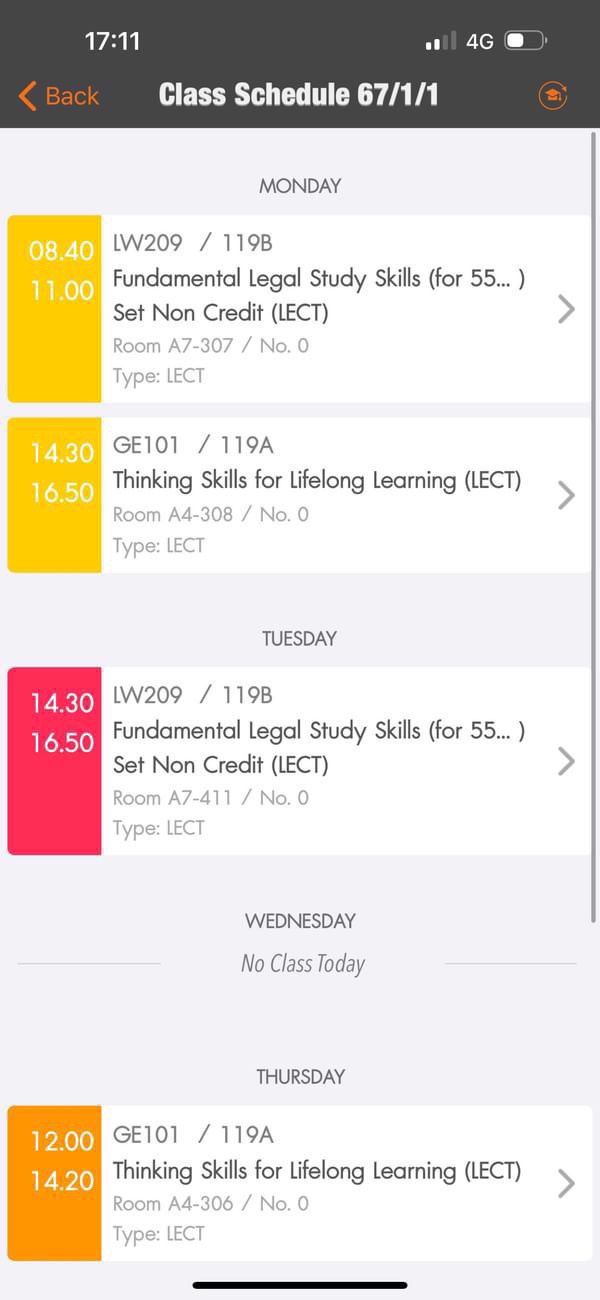 17:11
4G
Back
Class Schedule 67/1/1
MONDAY
08.40
11.00
LW209 / 119B
Fundamental Legal Study Skills (for 55... )
Set Non Credit (LECT)
Room A7-307 / No. 0
Type: LECT
14.30
16.50
GE101 / 119A
Thinking Skills for Lifelong Learning (LECT)
Room A4-308 / No. 0
Type: LECT
TUESDAY
14.30
16.50
LW209 / 119B
Fundamental Legal Study Skills (for 55... )
Set Non Credit (LECT)
Room A7-411 / No. 0
Type: LECT
WEDNESDAY
No Class Today
THURSDAY
12.00
14.20
GE101 / 119A
Thinking Skills for Lifelong Learning (LECT)
Room A4-306 / No. 0
Type: LECT